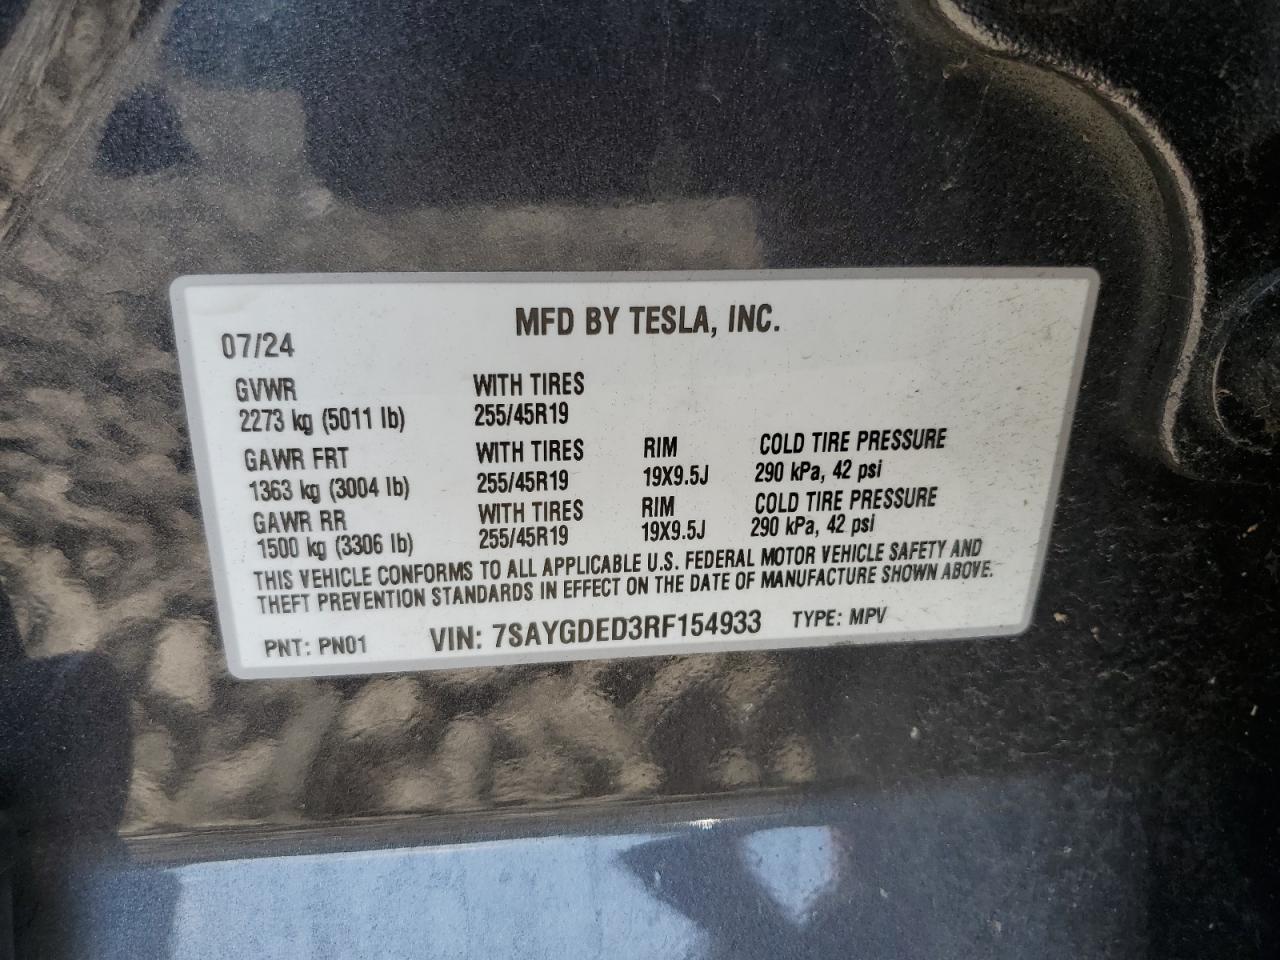 MFD BY TESLA, INC.
07/24
GVWR WITH TIRES
2273 kg (5011 lb) 255/45R19
GAWR FRT WITH TIRES RIM COLD TIRE PRESSURE
1363 kg (3004 lb) 255/45R19 19X9.5J 290 kPa, 42 psi
GAWR RR WITH TIRES RIM COLD TIRE PRESSURE
1500 kg (3306 lb) 255/45R19 19X9.5J 290 kPa, 42 psi
THIS VEHICLE CONFORMS TO ALL APPLICABLE U.S. FEDERAL MOTOR VEHICLE SAFETY AND
THEFT PREVENTION STANDARDS IN EFFECT ON THE DATE OF MANUFACTURE SHOWN ABOVE.
PNT: PN01 VIN: 7SAYGDED3RF154933 TYPE: MPV